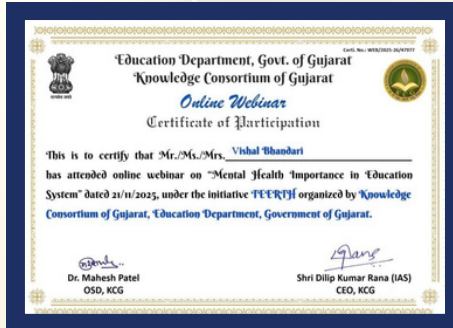 Certi. No.: WEB/2025-26/47977
Education Department, Govt. of Gujarat
Knowledge Consortium of Gujarat
Online Webinar
Certificate of Participation
This is to certify that Mr./Ms./Mrs. Vishal Bhandari
has attended online webinar on "Mental Health Importance in Education
System" dated 21/11/2025, under the initiative TEERTH organized by Knowledge
Consortium of Gujarat, Education Department, Government of Gujarat.
Dr. Mahesh Patel
OSD, KCG
Shri Dilip Kumar Rana (IAS)
CEO, KCG